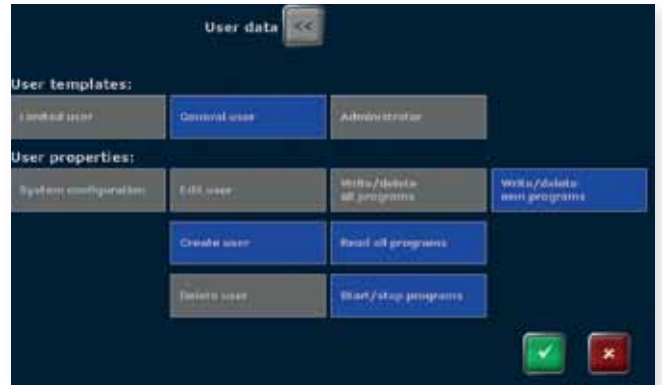 User data <<
User templates:
Limited user General user Administrator
User properties:
System configuration Edit user Write/delete Write/delete
all programs own programs
Create user Read all programs
Delete user Start/stop programs